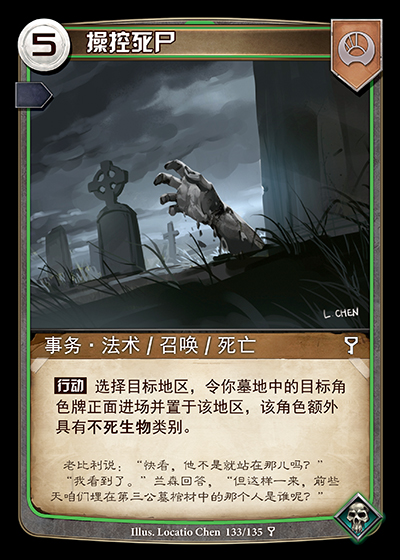 5
操控死尸
L. CHEN
事务·法术/召唤/死亡
行动 选择目标地区，令你墓地中的目标角
色牌正面进场并置于该地区，该角色额外
具有不死生物类别。
老比利说：“快看，他不是就站在那儿吗？”
“我看到了。”兰森回答，“但这样一来，前些
天咱们埋在第三公墓棺材中的那个人是谁呢？”
Illus. Locatio Chen 133/135